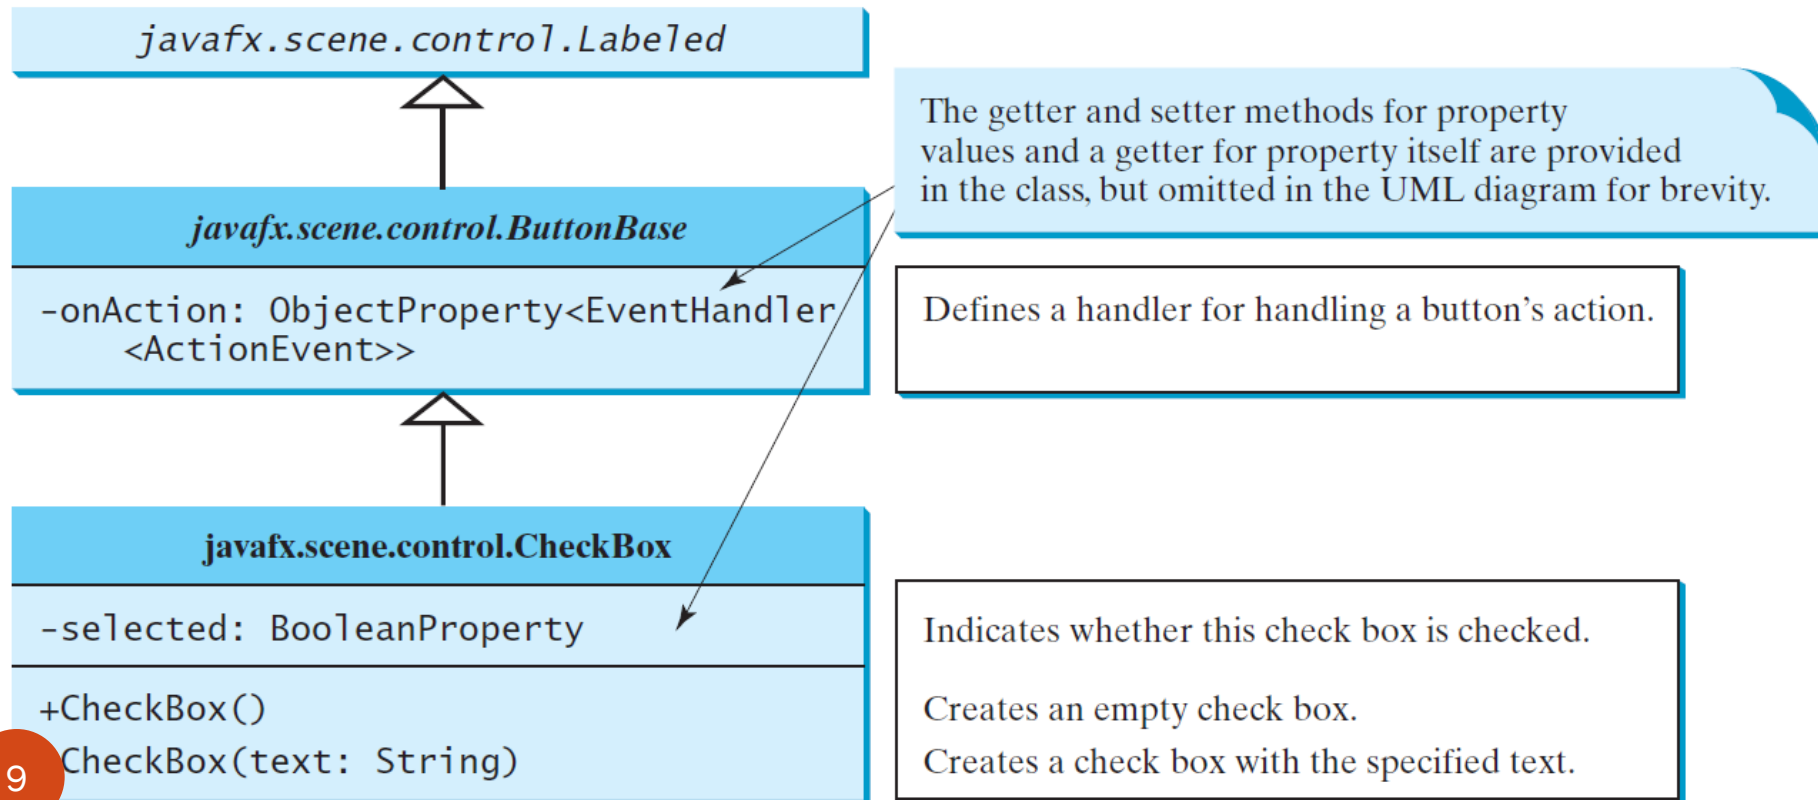 javafx.scene.control.Labeled
The getter and setter methods for property
values and a getter for property itself are provided
in the class, but omitted in the UML diagram for brevity.
javafx.scene.control.ButtonBase
-onAction: ObjectProperty<EventHandler
<ActionEvent>>
Defines a handler for handling a button’s action.
javafx.scene.control.CheckBox
-selected: BooleanProperty
Indicates whether this check box is checked.
+CheckBox()
Creates an empty check box.
CheckBox(text: String)
Creates a check box with the specified text.
9